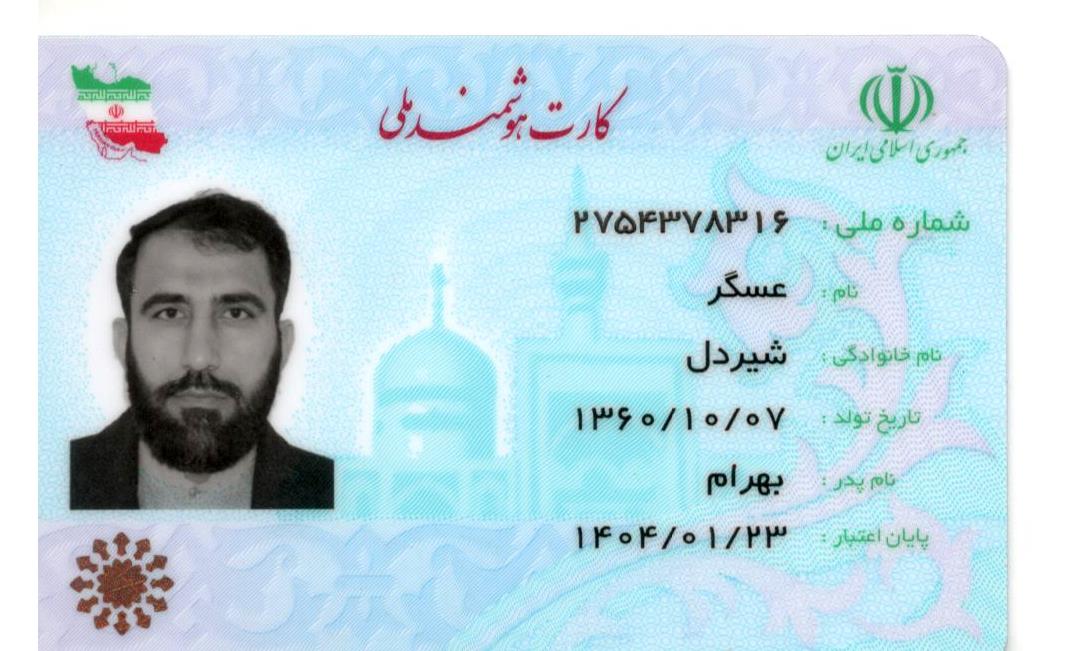 کارت هوشمند ملی
جمهوری اسلامی ایران
شماره ملی : ۲۷۵۴۳۷۸۳۱۶
نام : عسگر
نام خانوادگی : شیردل
تاریخ تولد : ۱۳۶۰/۱۰/۰۷
نام پدر : بهرام
پایان اعتبار : ۱۴۰۴/۰۱/۲۳